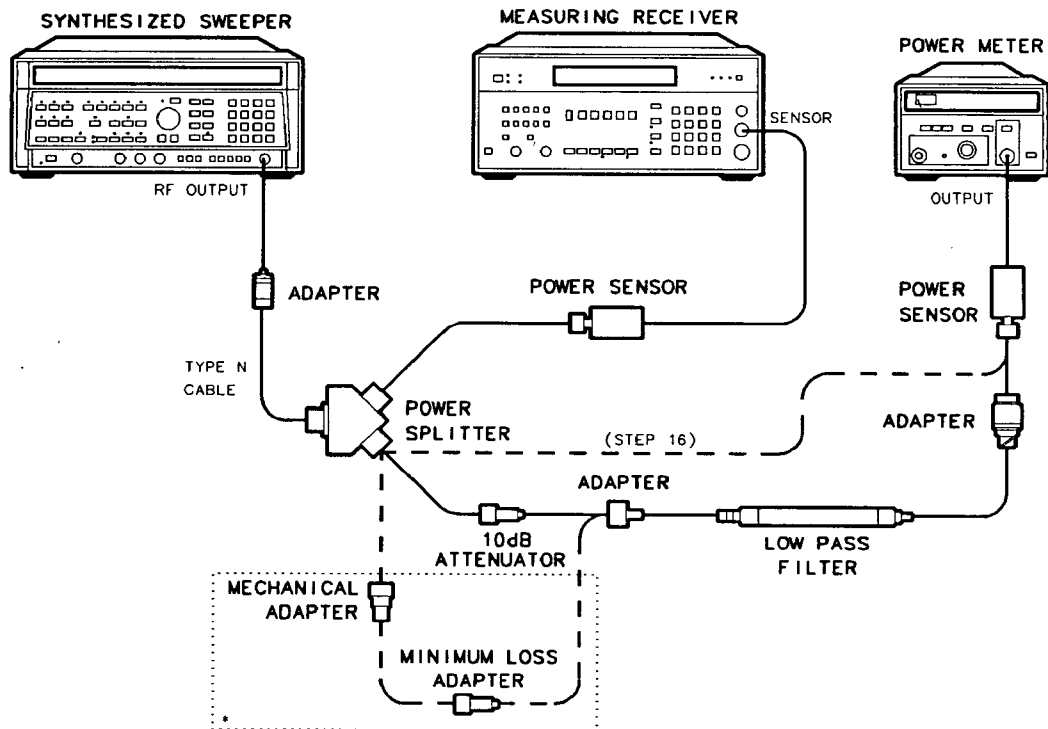 SYNTHESIZED SWEEPER
MEASURING RECEIVER
POWER METER
SENSOR
RF OUTPUT
OUTPUT
ADAPTER
POWER SENSOR
POWER
SENSOR
TYPE N
CABLE
POWER
SPLITTER
(STEP 16)
ADAPTER
ADAPTER
10dB
ATTENUATOR
LOW PASS
FILTER
MECHANICAL
ADAPTER
MINIMUM LOSS
ADAPTER
*